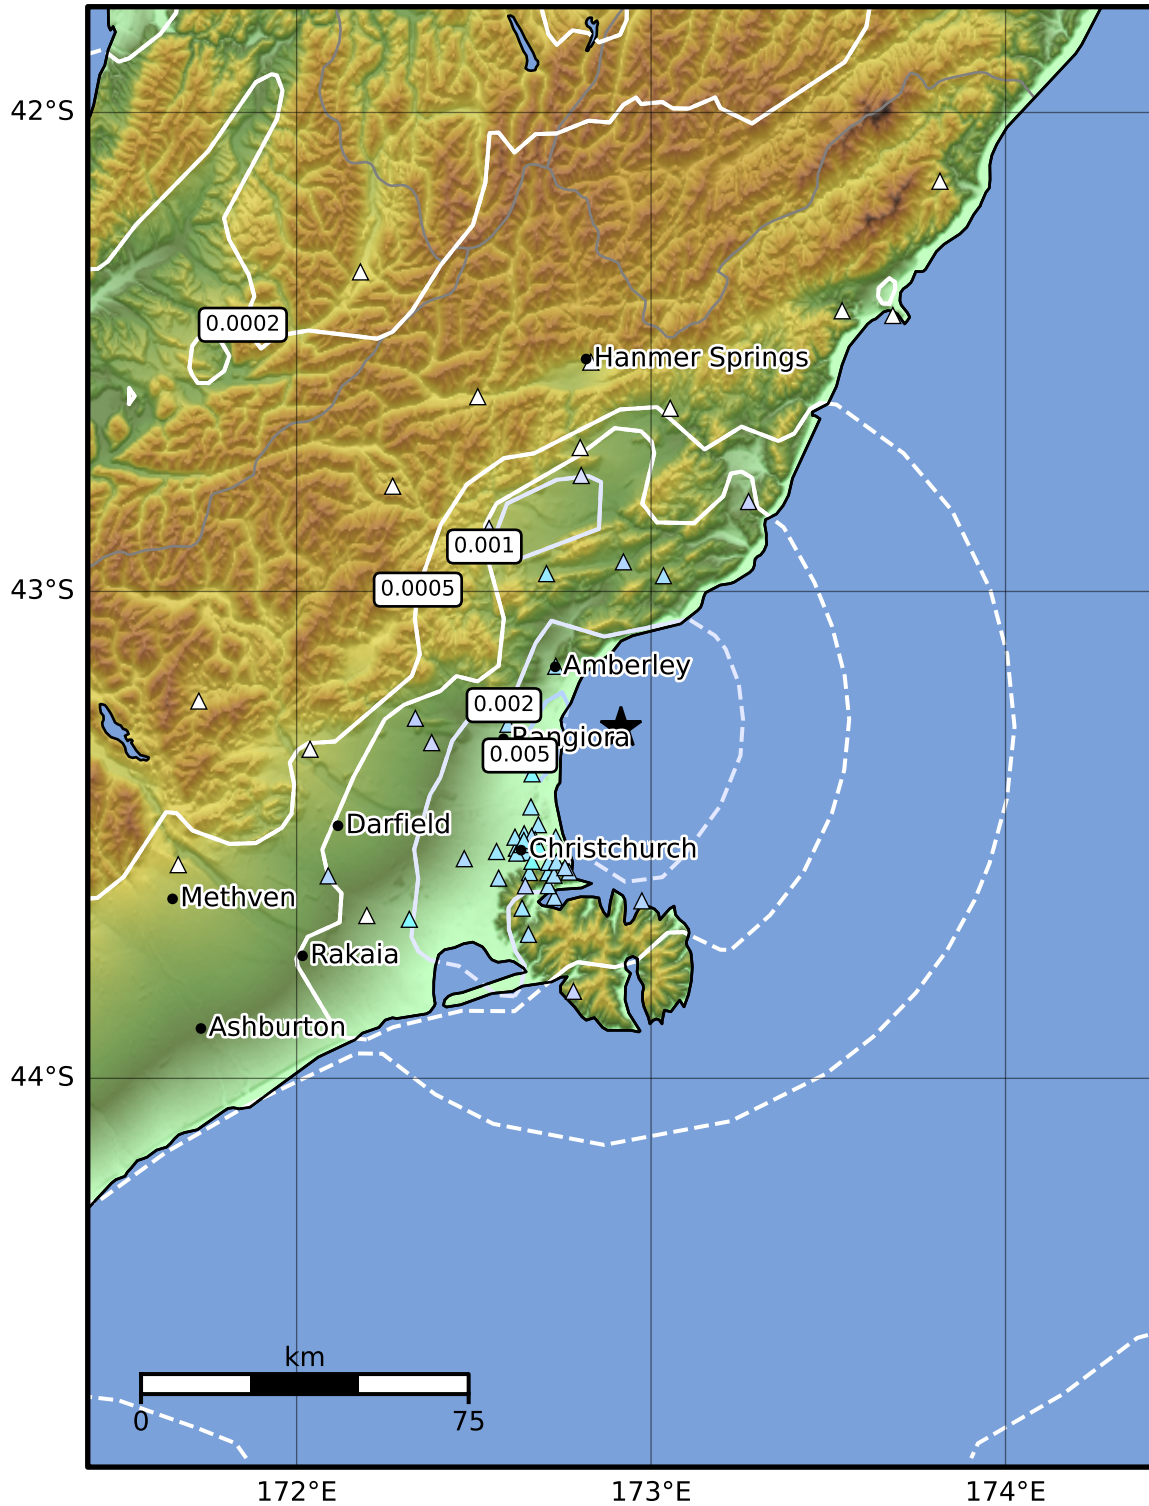 42°S
0.0002
Hanmer Springs
0.001
0.0005
43°S
Amberley
0.002
Rangiora
0.005
Darfield
Christchurch
Methven
Rakaia
Ashburton
44°S
km
0 75
172°E 173°E 174°E